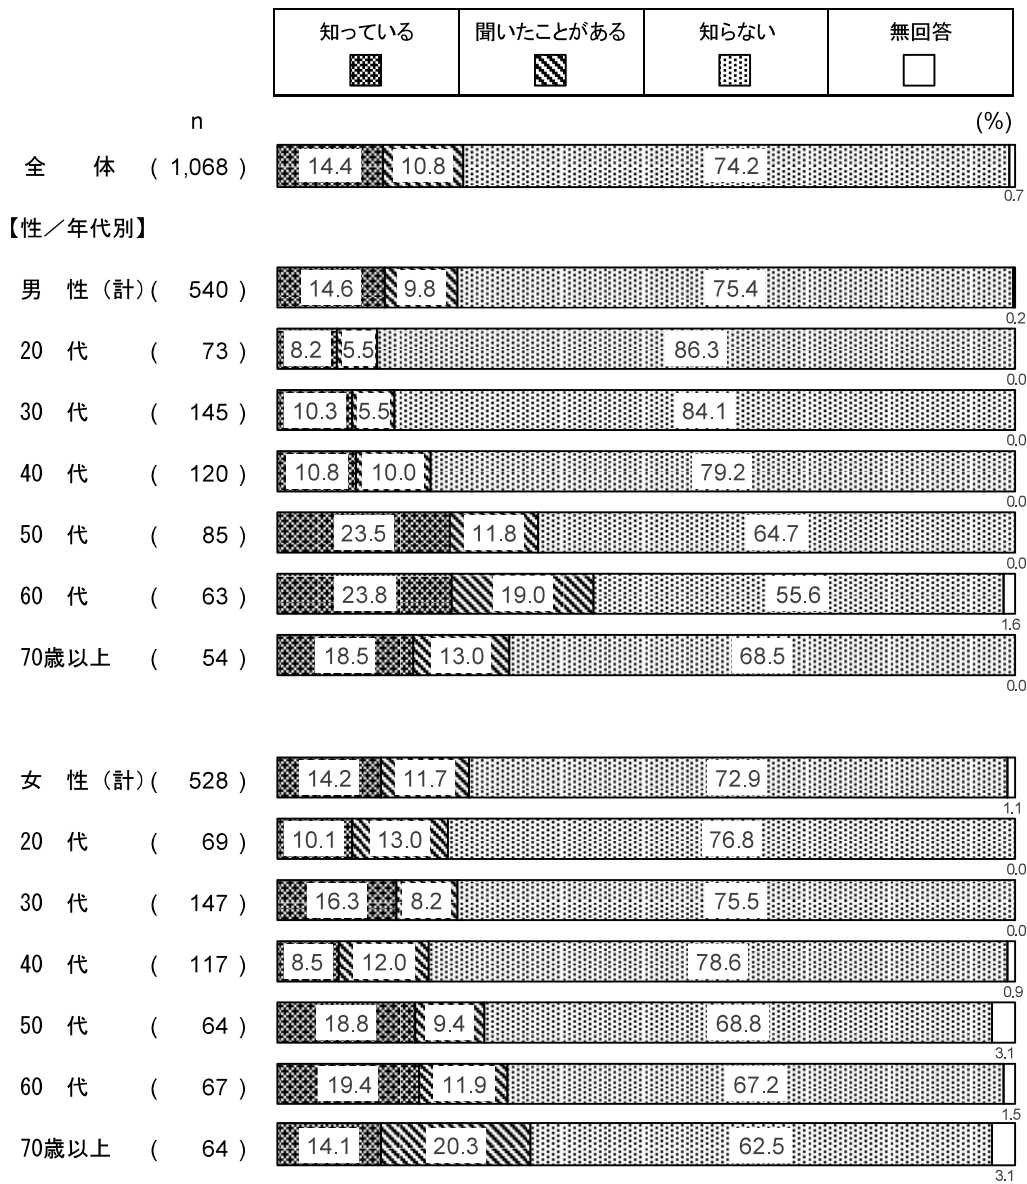 知っている 聞いたことがある 知らない 無回答
n (%)
全 体 ( 1,068 ) 14.4 10.8 74.2 0.7
【性／年代別】
男 性（計）( 540 ) 14.6 9.8 75.4 0.2
20 代 ( 73 ) 8.2 5.5 86.3 0.0
30 代 ( 145 ) 10.3 5.5 84.1 0.0
40 代 ( 120 ) 10.8 10.0 79.2 0.0
50 代 ( 85 ) 23.5 11.8 64.7 0.0
60 代 ( 63 ) 23.8 19.0 55.6 1.6
70歳以上 ( 54 ) 18.5 13.0 68.5 0.0
女 性（計）( 528 ) 14.2 11.7 72.9 1.1
20 代 ( 69 ) 10.1 13.0 76.8 0.0
30 代 ( 147 ) 16.3 8.2 75.5 0.0
40 代 ( 117 ) 8.5 12.0 78.6 0.9
50 代 ( 64 ) 18.8 9.4 68.8 3.1
60 代 ( 67 ) 19.4 11.9 67.2 1.5
70歳以上 ( 64 ) 14.1 20.3 62.5 3.1